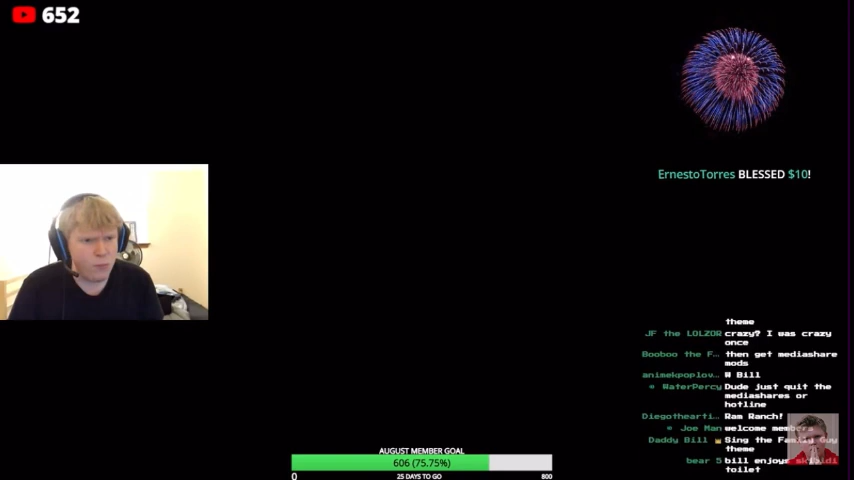 652
ErnestoTorres BLESSED $10!
theme
JF the LOLZOR crazy? I was crazy
once
Booboo the F… then get mediashare
mods
animekpoplov… W Bill
WaterPercy Dude just quit the
mediashares or
hotline
Diegothearti… Ram Ranch!
Joe Man welcome members
Daddy Bill Sing the Family Guy
theme
bear 5 bill enjoys skibidi
toilet
AUGUST MEMBER GOAL
606 (75.75%)
0 25 DAYS TO GO 800